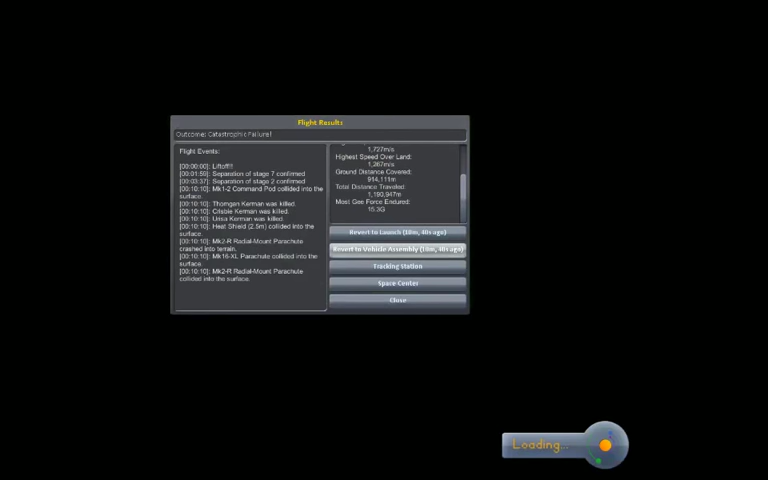 Flight Results
Outcome: Catastrophic Failure!
Flight Events:
[00:00:00]: Liftoff!!
[00:01:59]: Separation of stage 7 confirmed
[00:03:37]: Separation of stage 2 confirmed
[00:10:10]: Mk1-2 Command Pod collided into the
surface.
[00:10:10]: Thomgen Kerman was killed.
[00:10:10]: Crisbie Kerman was killed.
[00:10:10]: Ursa Kerman was killed.
[00:10:10]: Heat Shield (2.5m) collided into the
surface.
[00:10:10]: Mk2-R Radial-Mount Parachute
crashed into terrain.
[00:10:10]: Mk16-XL Parachute collided into the
surface.
[00:10:10]: Mk2-R Radial-Mount Parachute
collided into the surface.
1,727m/s
Highest Speed Over Land:
1,267m/s
Ground Distance Covered:
914,111m
Total Distance Traveled:
1,180,947m
Most Gee Force Endured:
15.3G
Revert to Launch (18m, 40s ago)
Revert to Vehicle Assembly (18m, 40s ago)
Tracking Station
Space Center
Close
Loading...